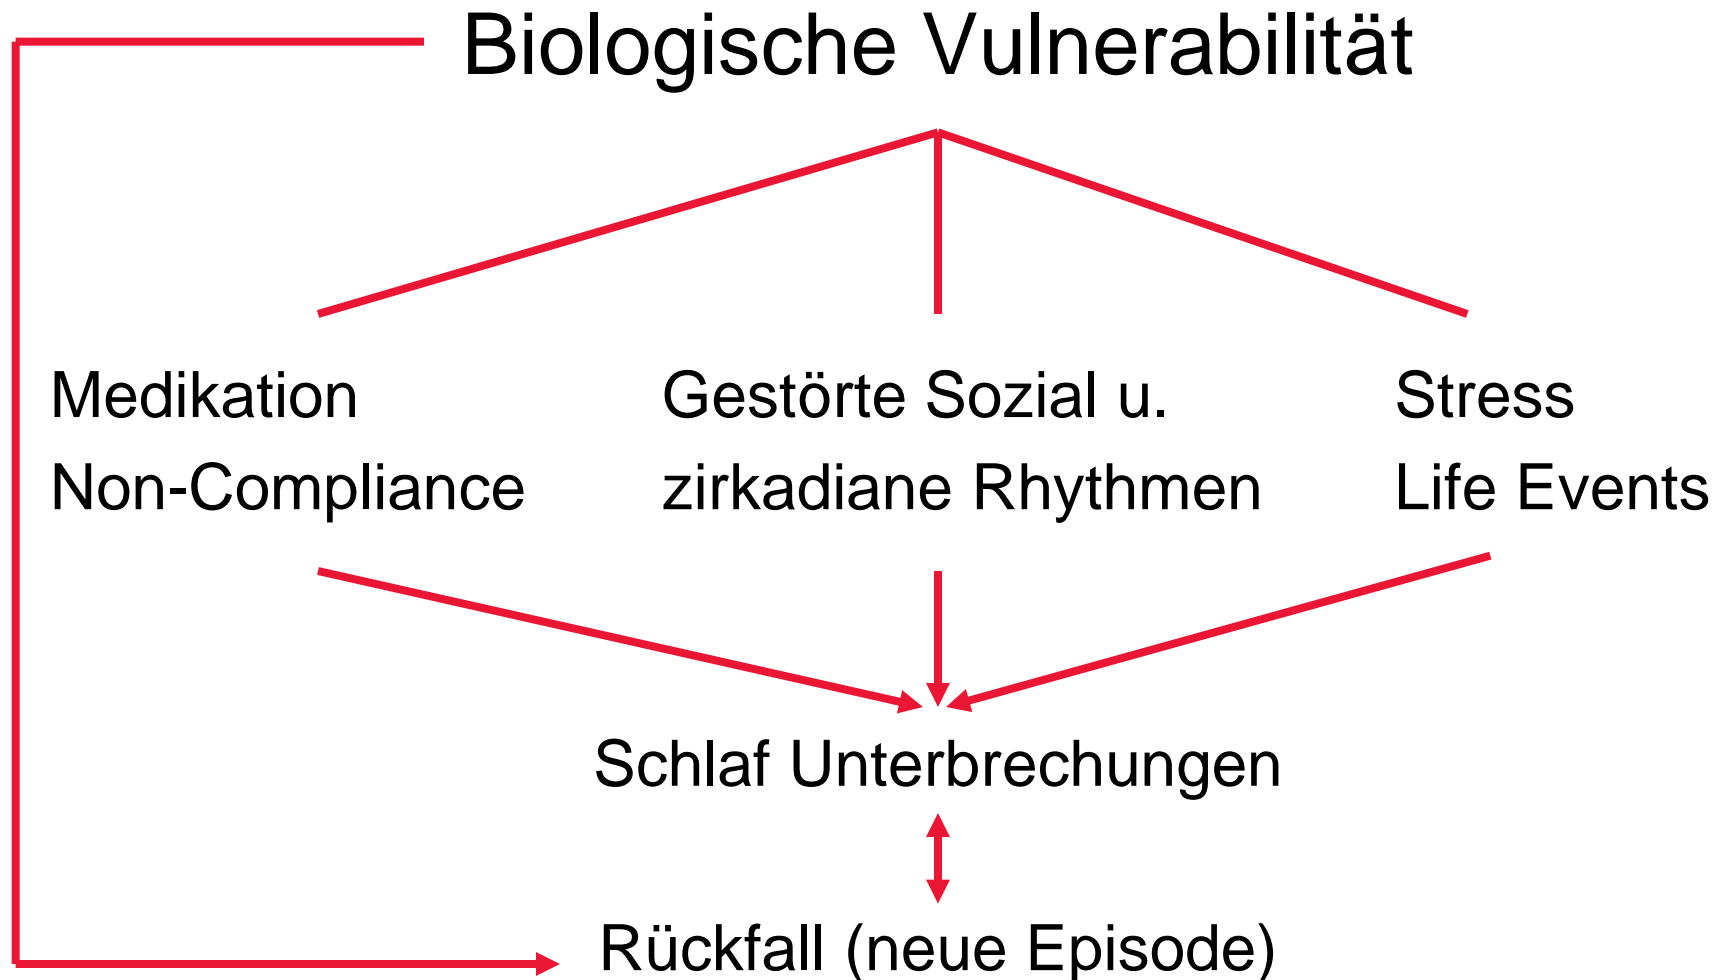 Biologische Vulnerabilität
Medikation
Non-Compliance
Gestörte Sozial u.
zirkadiane Rhythmen
Stress
Life Events
Schlaf Unterbrechungen
Rückfall (neue Episode)